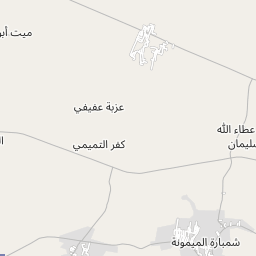 ميت أبو
عزبة عفيفي
عطاء الله
سليمان
كفر التميمي
شمبارة الميمونة